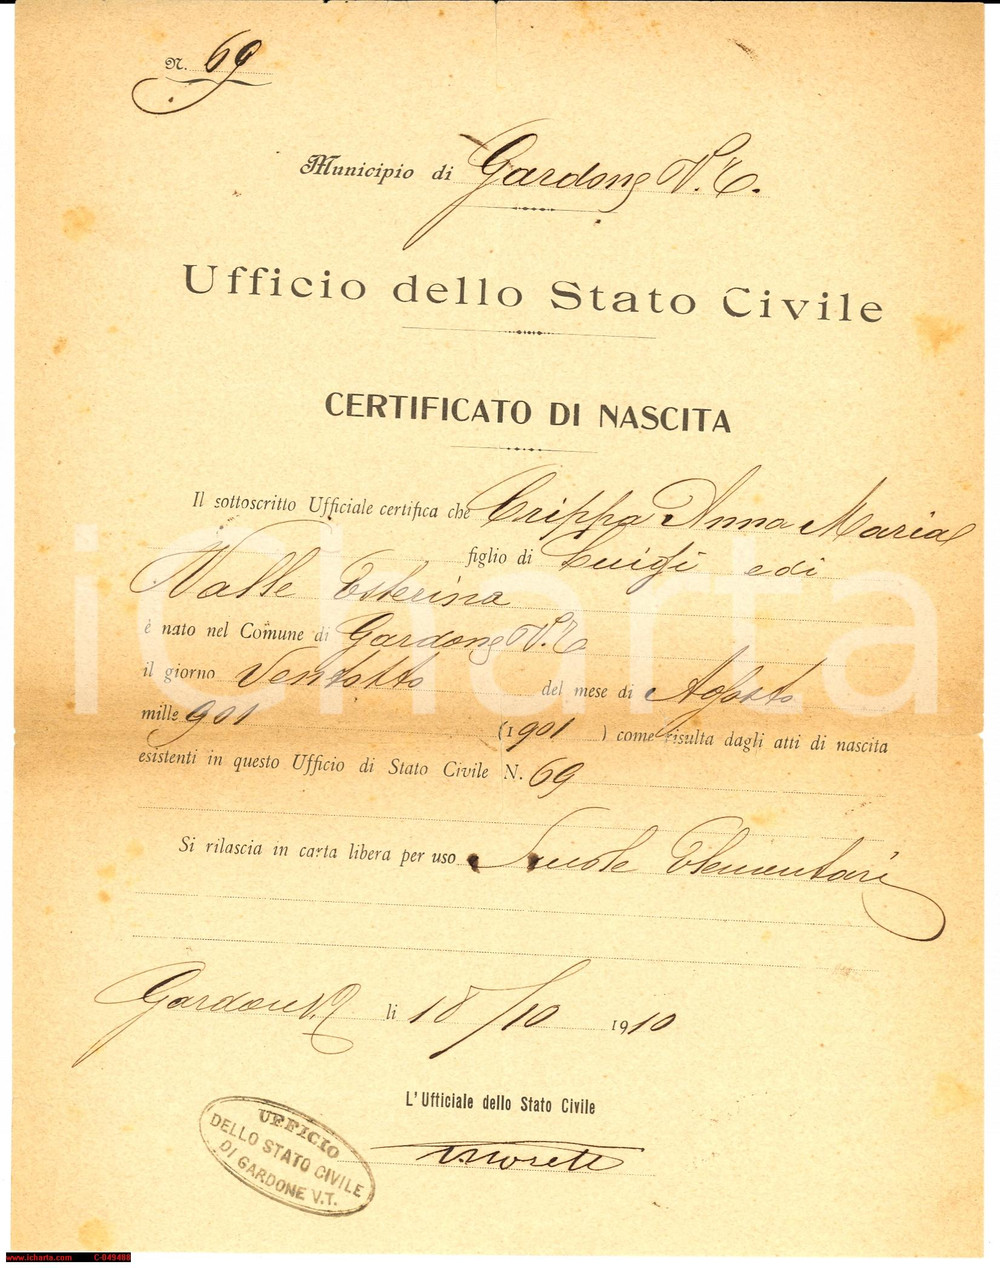 N. 69
Municipio di Gardone V. T.
Ufficio dello Stato Civile
CERTIFICATO DI NASCITA
Il sottoscritto Ufficiale certifica che Crippa Anna Maria
figlio di Luigi e di
Valle Esterina
è nato nel Comune di Gardone V. T.
il giorno Ventotto del mese di Agosto
mille 901 (1901) come risulta dagli atti di nascita
esistenti in questo Ufficio di Stato Civile N. 69
Si rilascia in carta libera per uso Scuole Elementari
Gardone V. T. li 18/10 1910
L'Ufficiale dello Stato Civile
UFFICIO
DELLO STATO CIVILE
DI GARDONE V.T.
iCharta
www.icharta.com C-049488